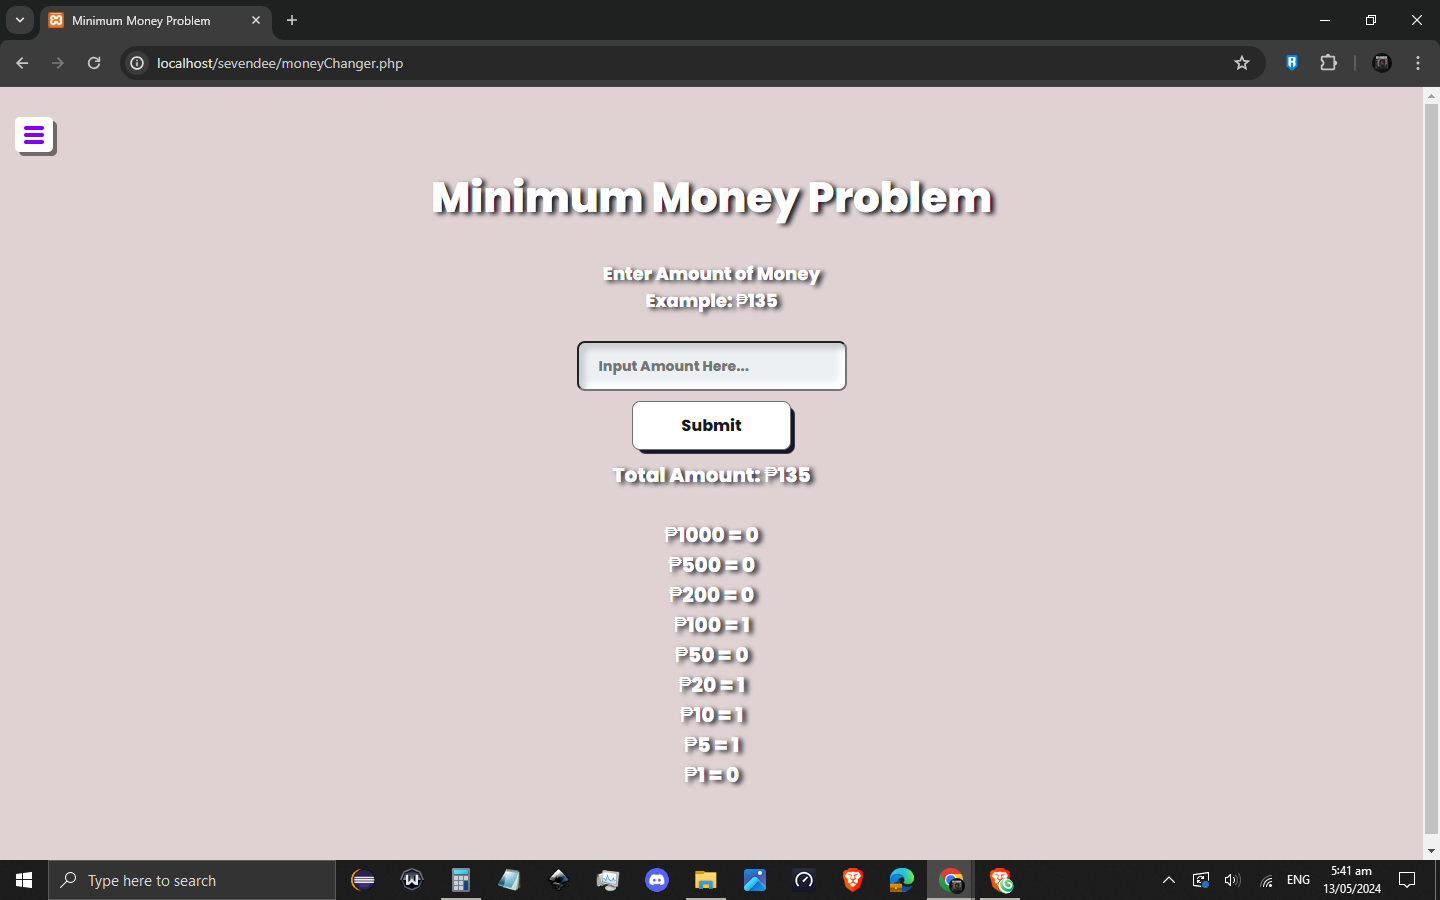 Minimum Money Problem
localhost/sevendee/moneyChanger.php
Minimum Money Problem
Enter Amount of Money
Example: ₱135
Input Amount Here...
Submit
Total Amount: ₱135
₱1000 = 0
₱500 = 0
₱200 = 0
₱100 = 1
₱50 = 0
₱20 = 1
₱10 = 1
₱5 = 1
₱1 = 0
Type here to search
ENG
5:41 am
13/05/2024